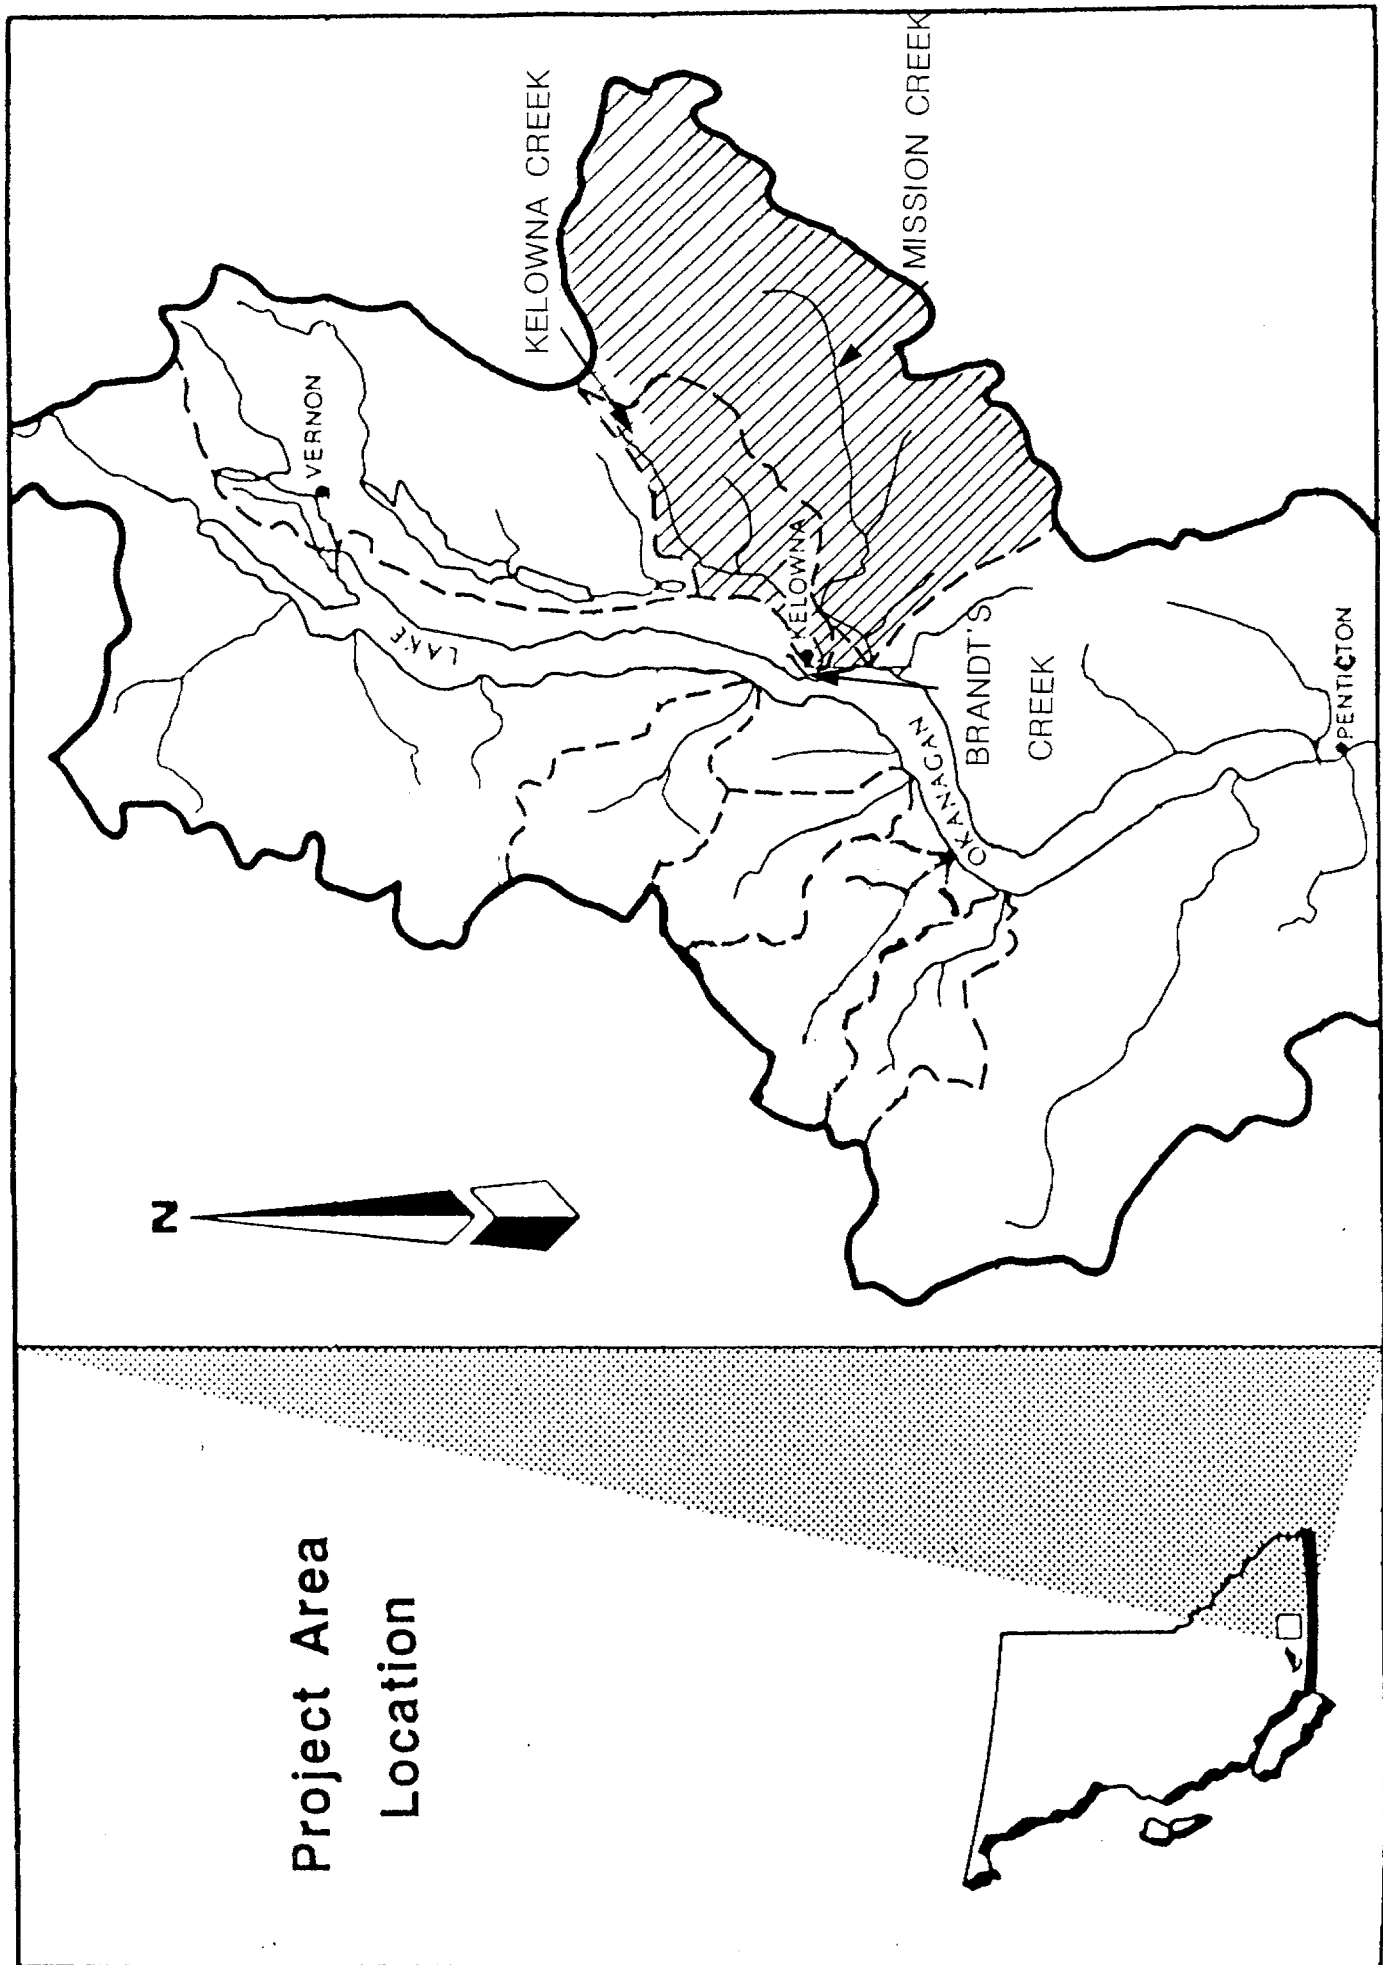 Project Area
Location
N
VERNON
LAKE
KELOWNA CREEK
MISSION CREEK
KELOWNA
OKANAGAN
BRANDT'S
CREEK
PENTICTON